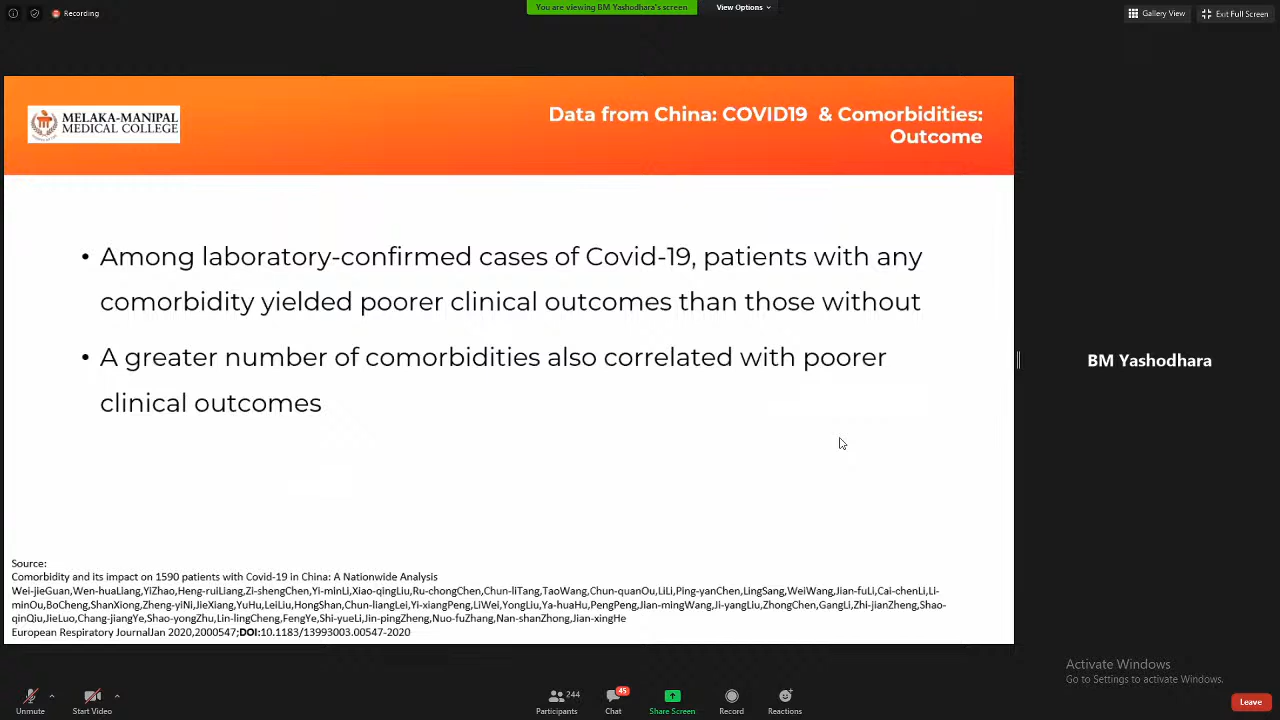 Recording
You are viewing BM Yashodhara's screen
View Options
Gallery View
Exit Full Screen
MELAKA-MANIPAL
MEDICAL COLLEGE
Data from China: COVID19 & Comorbidities:
Outcome
• Among laboratory-confirmed cases of Covid-19, patients with any
comorbidity yielded poorer clinical outcomes than those without
• A greater number of comorbidities also correlated with poorer
clinical outcomes
BM Yashodhara
Source:
Comorbidity and its impact on 1590 patients with Covid-19 in China: A Nationwide Analysis
Wei-jieGuan,Wen-huaLiang,YiZhao,Heng-ruiLiang,Zi-shengChen,Yi-minLi,Xiao-qingLiu,Ru-chongChen,Chun-liTang,TaoWang,Chun-quanOu,LiLi,Ping-yanChen,LingSang,WeiWang,Jian-fuLi,Cai-chenLi,Li-
minOu,BoCheng,ShanXiong,Zheng-yiNi,JieXiang,YuHu,LeiLiu,HongShan,Chun-liangLei,Yi-xiangPeng,LiWei,YongLiu,Ya-huaHu,PengPeng,Jian-mingWang,Ji-yangLiu,ZhongChen,GangLi,Zhi-jianZheng,Shao-
qinQiu,JieLuo,Chang-jiangYe,Shao-yongZhu,Lin-lingCheng,FengYe,Shi-yueLi,Jin-pingZheng,Nuo-fuZhang,Nan-shanZhong,Jian-xingHe
European Respiratory JournalJan 2020,2000547;DOI:10.1183/13993003.00547-2020
Activate Windows
Go to Settings to activate Windows.
Unmute
Start Video
244
Participants
45
Chat
Share Screen
Record
Reactions
Leave